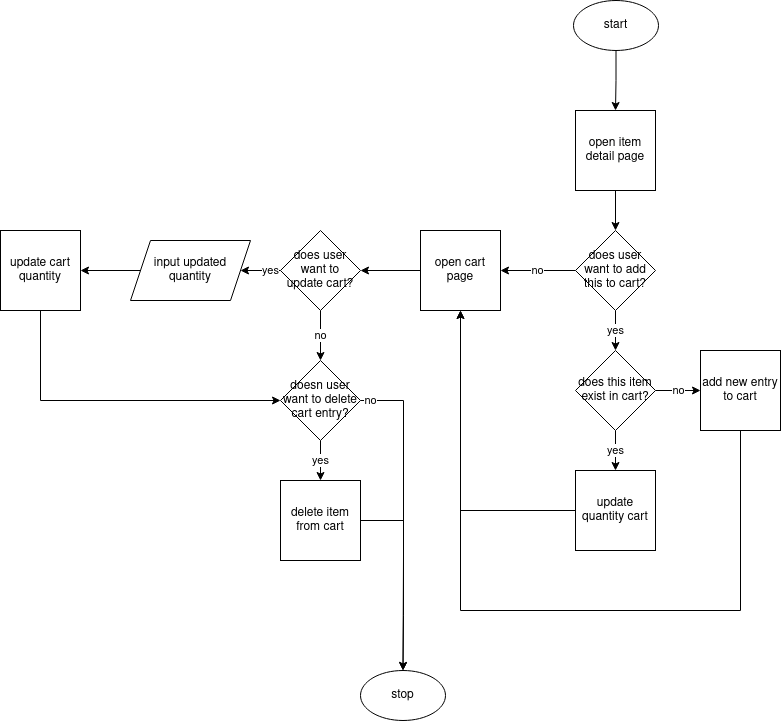 start
open item
detail page
does user
want to add
this to cart?
no
open cart
page
does user
want to
update cart?
yes
input updated
quantity
update cart
quantity
yes
no
does this item
exist in cart?
no
add new entry
to cart
doesn user
want to delete
cart entry?
no
yes
yes
update
quantity cart
delete item
from cart
stop